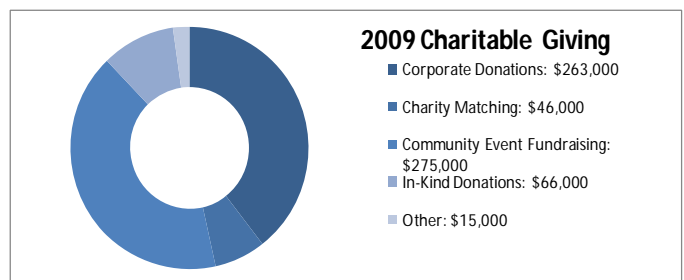 2009 Charitable Giving
Corporate Donations: $263,000
Charity Matching: $46,000
Community Event Fundraising:
$275,000
In-Kind Donations: $66,000
Other: $15,000